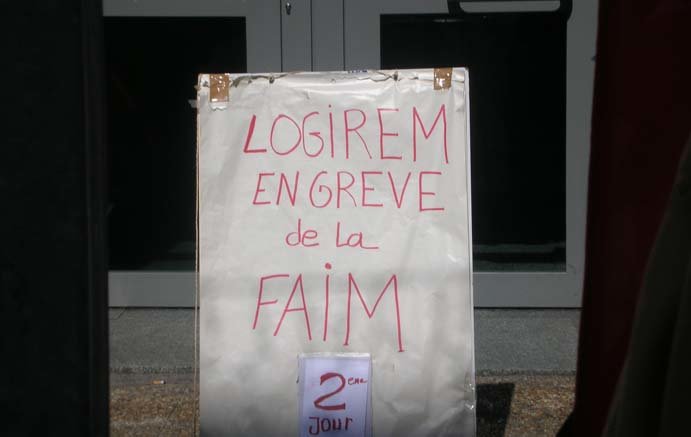 LOGiREM
EN GREVE
de la
FAiM
2ème
Jour